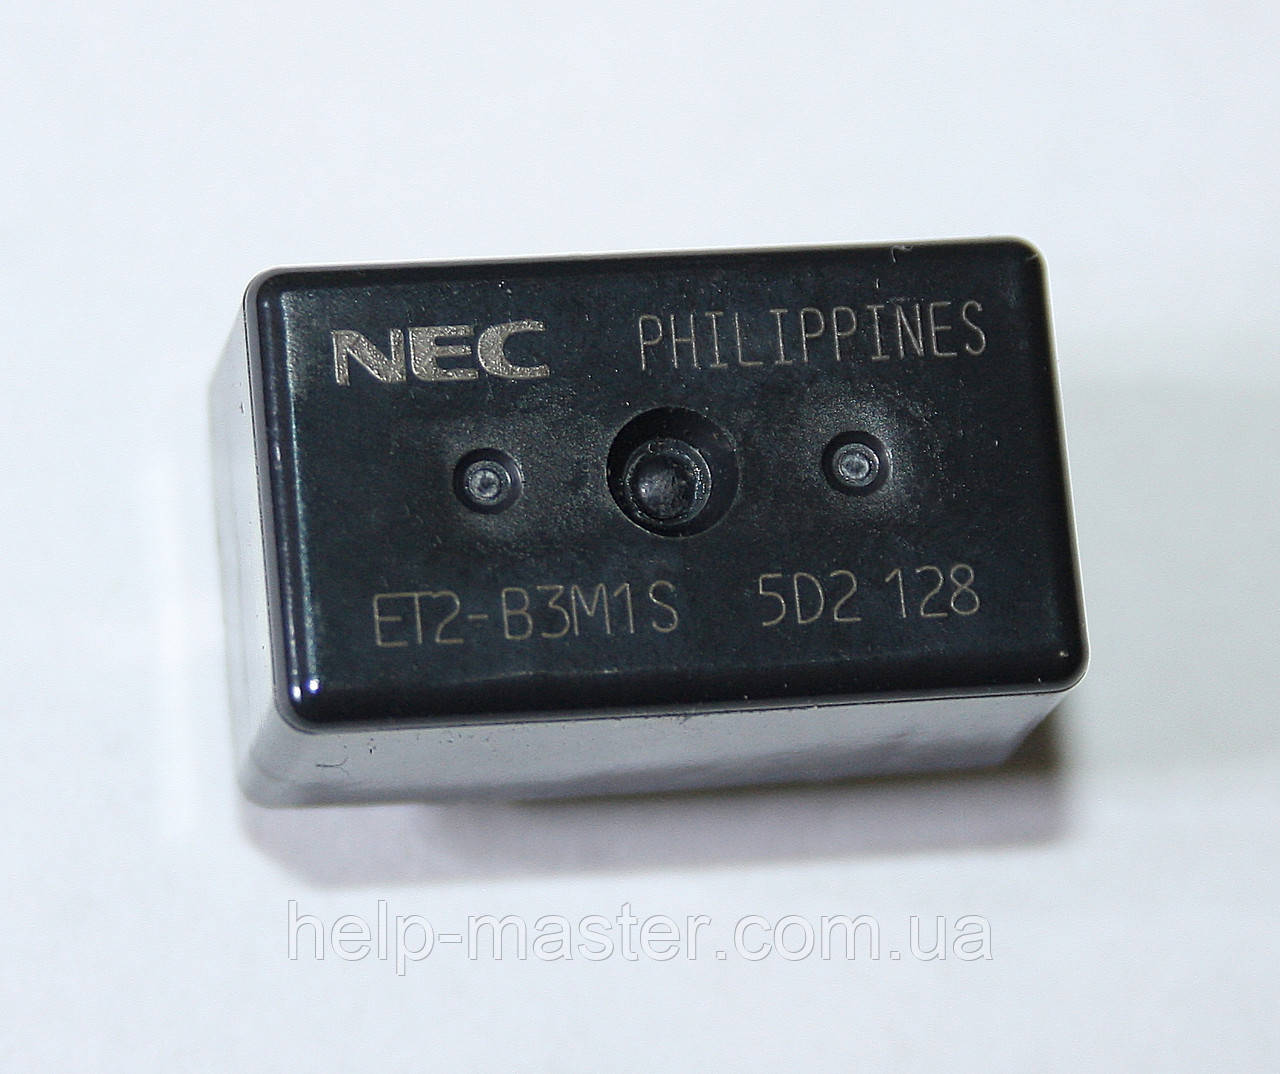 NEC PHILIPPINES
ET2-B3M1S 5D2 128
help-master.com.ua